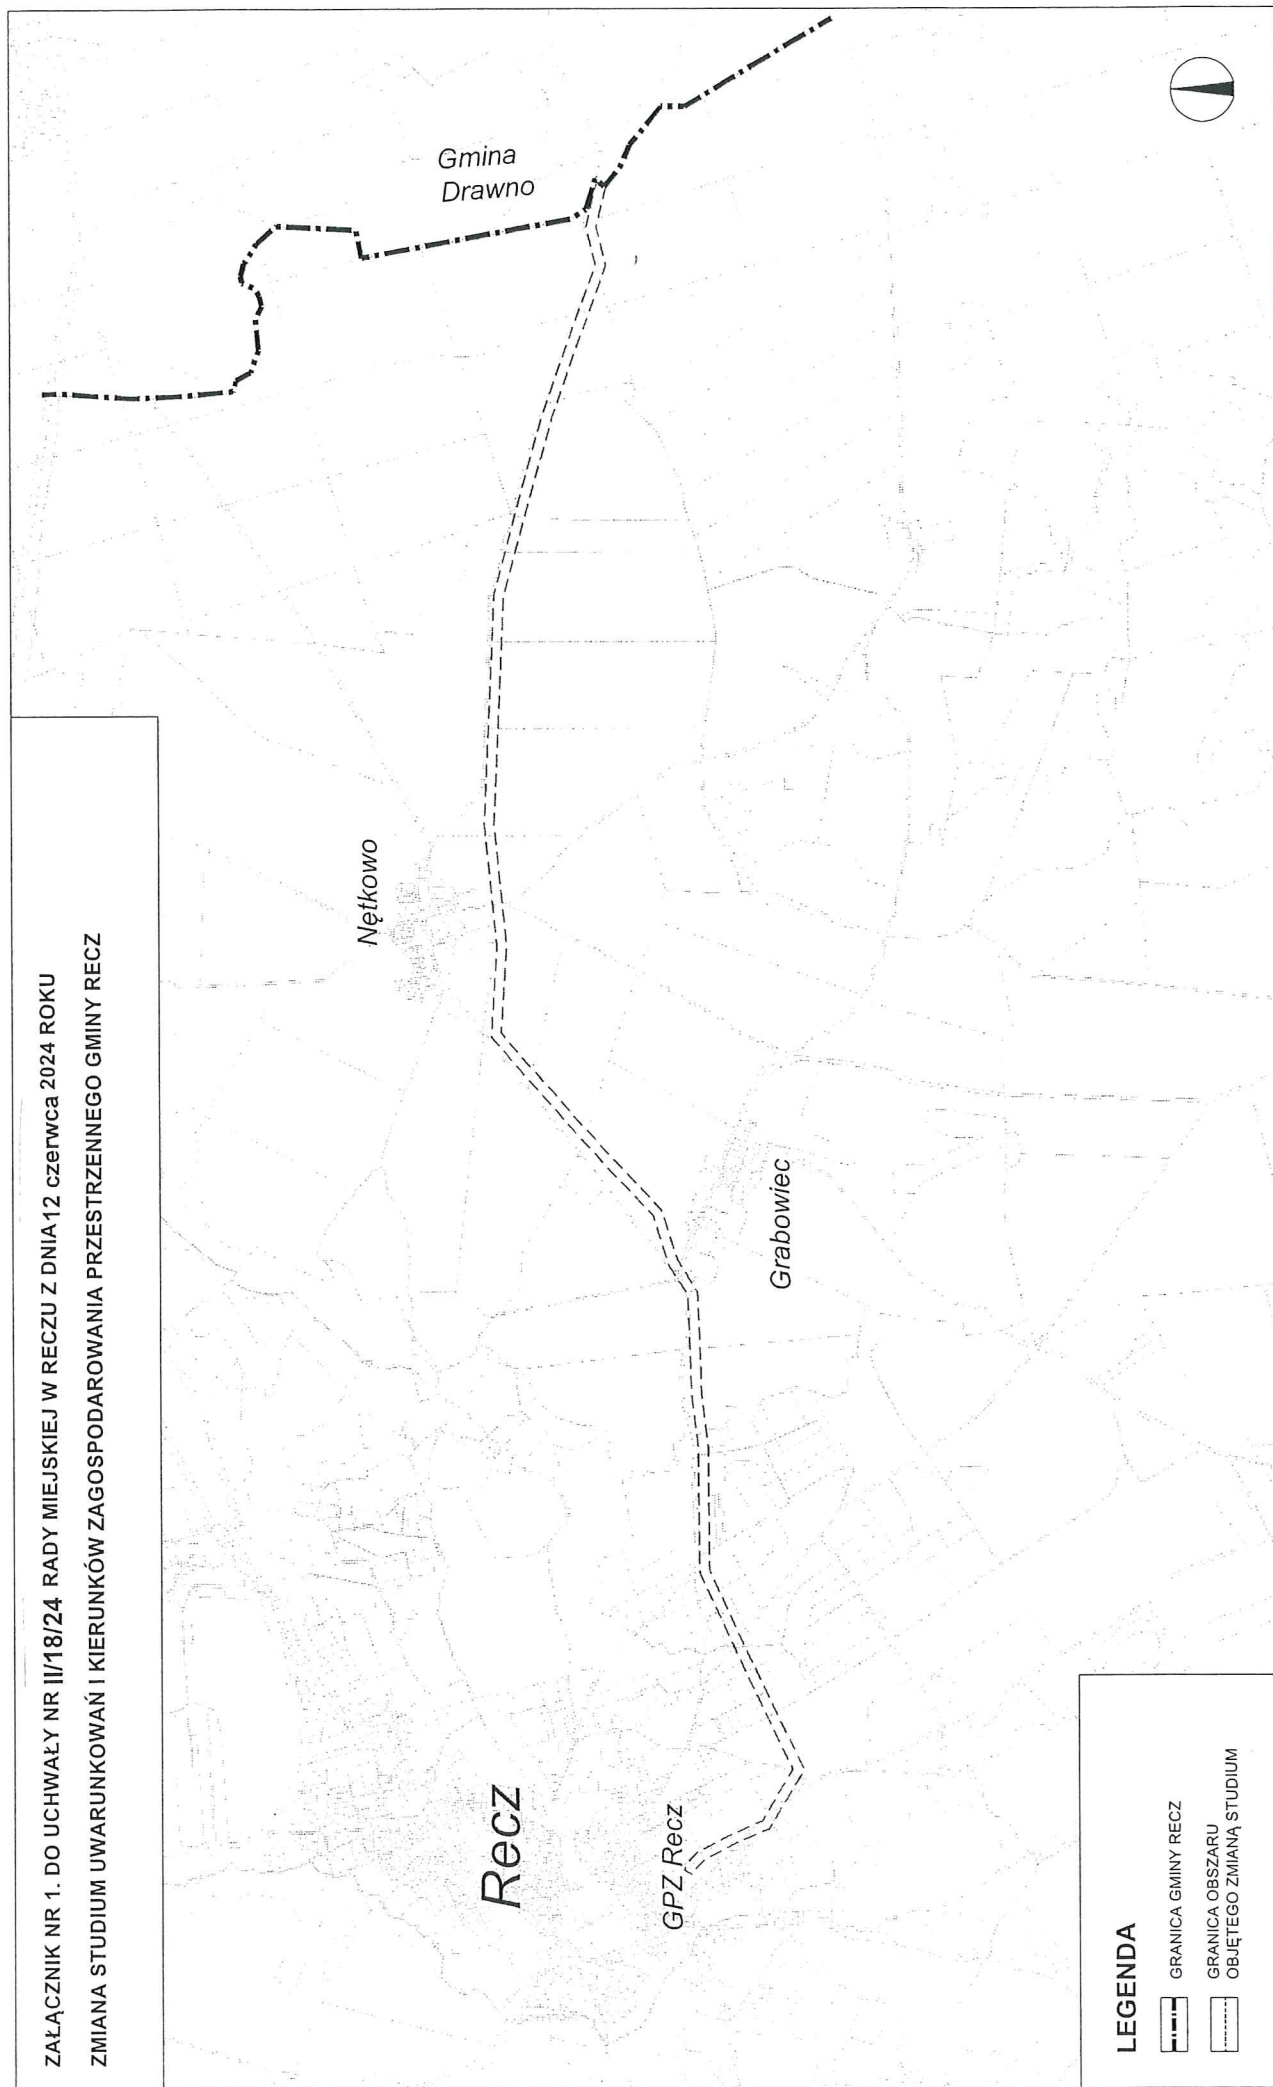 ZAŁĄCZNIK NR 1. DO UCHWAŁY NR II/18/24 RADY MIEJSKIEJ W RECZU Z DNIA12 czerwca 2024 ROKU
ZMIANA STUDIUM UWARUNKOWAŃ I KIERUNKÓW ZAGOSPODAROWANIA PRZESTRZENNEGO GMINY RECZ
Gmina
Drawno
Nętkowo
Grabowiec
Recz
GPZ Recz
LEGENDA
GRANICA GMINY RECZ
GRANICA OBSZARU
OBJĘTEGO ZMIANĄ STUDIUM